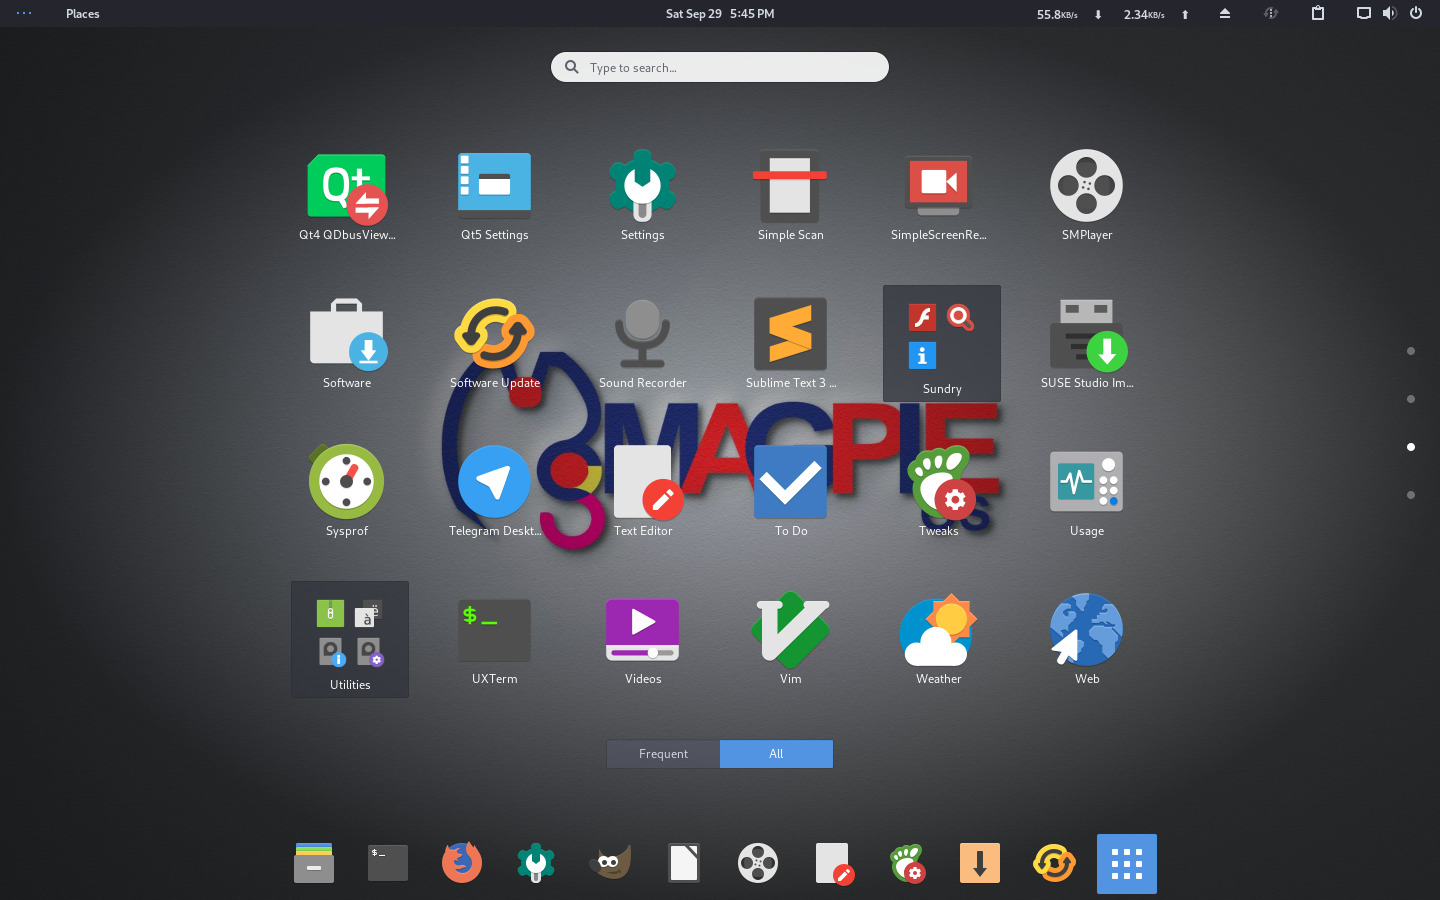 Places
Sat Sep 29 5:45 PM
55.8KB/s
2.34KB/s
Type to search...
Qt
Qt4 QDbusView...
Qt5 Settings
Settings
Simple Scan
SimpleScreenRe...
SMPlayer
Software
Software Update
Sound Recorder
Sublime Text 3 ...
Sundry
SUSE Studio Im...
MAGPIE
OS
Sysprof
Telegram Deskt...
Text Editor
To Do
Tweaks
Usage
ë
à
Utilities
$_
UXTerm
Videos
Vim
Weather
Web
Frequent
All
$_